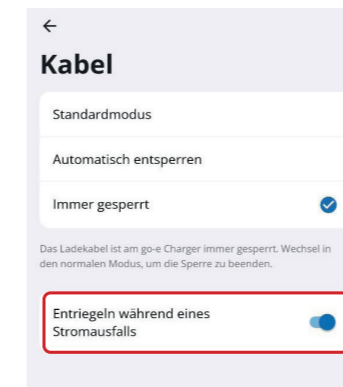 Kabel
Standardmodus
Automatisch entsperren
Immer gesperrt
Das Ladekabel ist am go-e Charger immer gesperrt. Wechsel in
den normalen Modus, um die Sperre zu beenden.
Entriegeln während eines
Stromausfalls